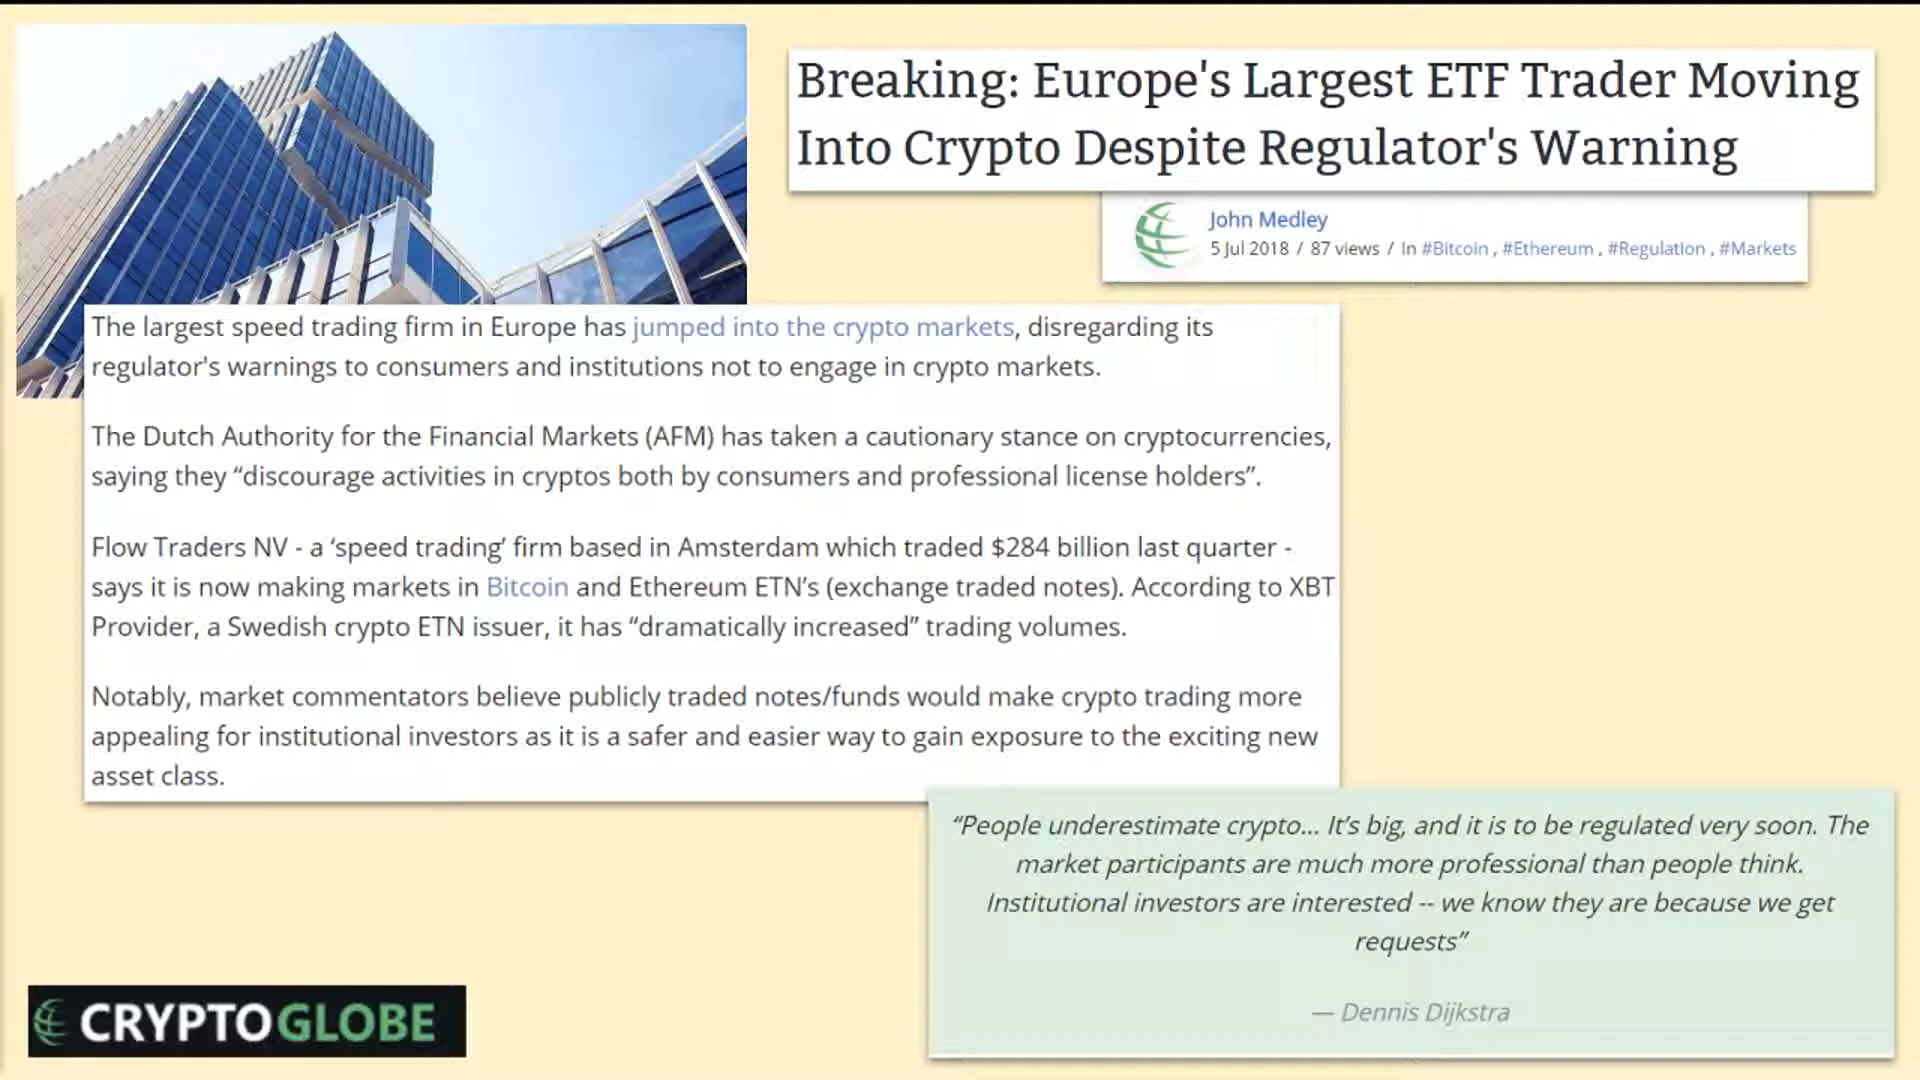 Breaking: Europe's Largest ETF Trader Moving
Into Crypto Despite Regulator's Warning
John Medley
5 Jul 2018 / 87 views / In #Bitcoin , #Ethereum , #Regulation , #Markets
The largest speed trading firm in Europe has jumped into the crypto markets, disregarding its
regulator's warnings to consumers and institutions not to engage in crypto markets.
The Dutch Authority for the Financial Markets (AFM) has taken a cautionary stance on cryptocurrencies,
saying they “discourage activities in cryptos both by consumers and professional license holders”.
Flow Traders NV - a ‘speed trading’ firm based in Amsterdam which traded $284 billion last quarter -
says it is now making markets in Bitcoin and Ethereum ETN’s (exchange traded notes). According to XBT
Provider, a Swedish crypto ETN issuer, it has “dramatically increased” trading volumes.
Notably, market commentators believe publicly traded notes/funds would make crypto trading more
appealing for institutional investors as it is a safer and easier way to gain exposure to the exciting new
asset class.
“People underestimate crypto... It’s big, and it is to be regulated very soon. The
market participants are much more professional than people think.
Institutional investors are interested -- we know they are because we get
requests”
— Dennis Dijkstra
CRYPTOGLOBE